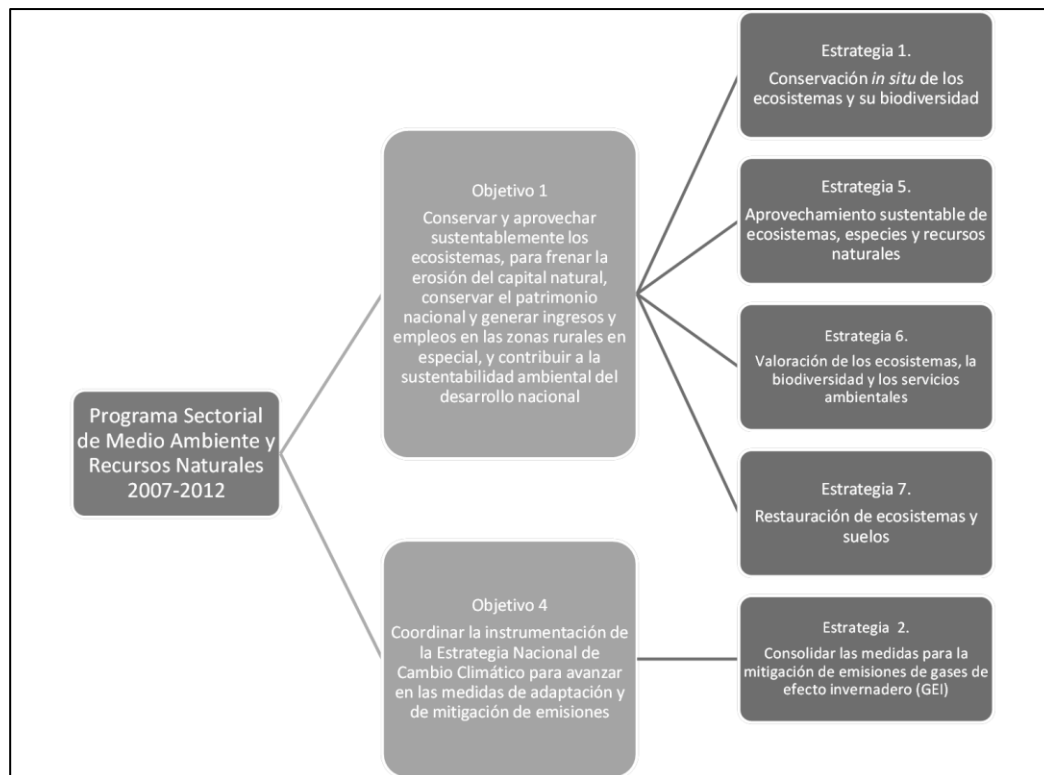 Programa Sectorial
de Medio Ambiente y
Recursos Naturales
2007-2012
Objetivo 1
Conservar y aprovechar
sustentablemente los
ecosistemas, para frenar la
erosión del capital natural,
conservar el patrimonio
nacional y generar ingresos y
empleos en las zonas rurales en
especial, y contribuir a la
sustentabilidad ambiental del
desarrollo nacional
Estrategia 1.
Conservación in situ de los
ecosistemas y su biodiversidad
Estrategia 5.
Aprovechamiento sustentable de
ecosistemas, especies y recursos
naturales
Estrategia 6.
Valoración de los ecosistemas, la
biodiversidad y los servicios
ambientales
Estrategia 7.
Restauración de ecosistemas y
suelos
Objetivo 4
Coordinar la instrumentación de
la Estrategia Nacional de
Cambio Climático para avanzar
en las medidas de adaptación y
de mitigación de emisiones
Estrategia 2.
Consolidar las medidas para la
mitigación de emisiones de gases de
efecto invernadero (GEI)